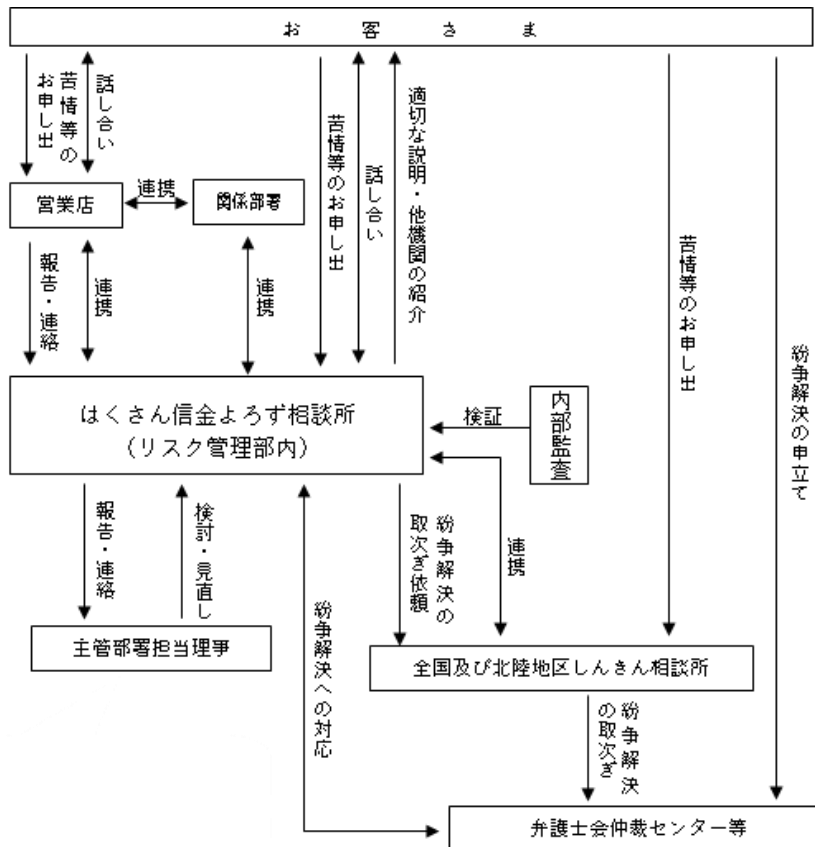 お客さま
苦情等の
お申し出
話し合い
苦情等のお申し出
話し合い
適切な説明・他機関の紹介
苦情等のお申し出
紛争解決の申立て
営業店
連携
関係部署
報告・連絡
連携
連携
はくさん信金よろず相談所
（リスク管理部内）
検証
内部監査
報告・連絡
検討・見直し
紛争解決への対応
紛争解決の
取次ぎ依頼
連携
主管部署担当理事
全国及び北陸地区しんきん相談所
紛争解決
の取次ぎ
弁護士会仲裁センター等